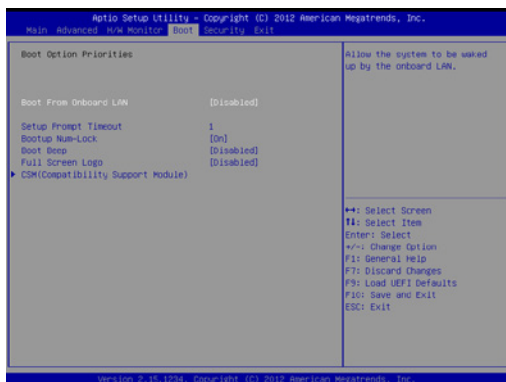 Aptio Setup Utility - Copyright (C) 2012 American Megatrends, Inc.
Main Advanced H/W Monitor Boot Security Exit
Boot Option Priorities
Boot From Onboard LAN [Disabled]
Setup Prompt Timeout 1
Bootup Num-Lock [On]
Boot Beep [Disabled]
Full Screen Logo [Disabled]
CSM(Compatibility Support Module)
Allow the system to be waked
up by the onboard LAN.
↔: Select Screen
↑↓: Select Item
Enter: Select
+/-: Change Option
F1: General Help
F7: Discard Changes
F9: Load UEFI Defaults
F10: Save and Exit
ESC: Exit
Version 2.15.1234. Copyright (C) 2012 American Megatrends, Inc.